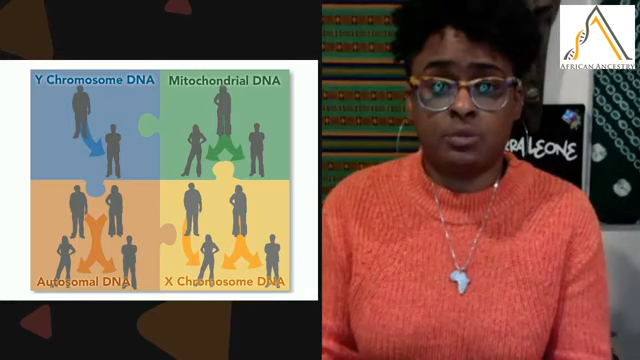 Y Chromosome DNA
Mitochondrial DNA
Autosomal DNA
X Chromosome DNA
AFRICAN ANCESTRY
LEONE